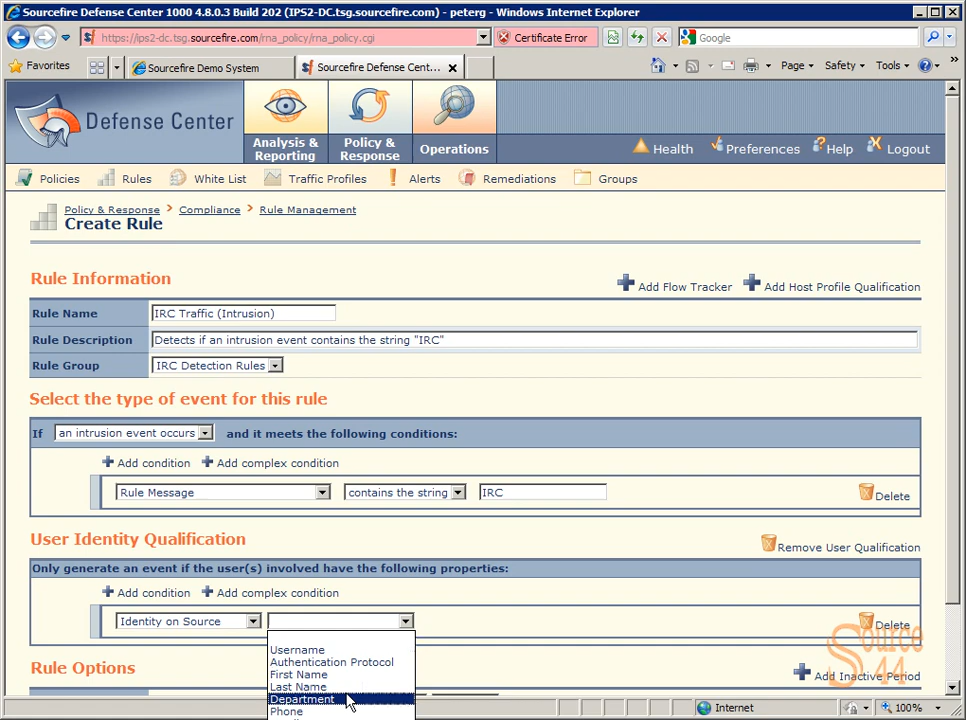 Sourcefire Defense Center 1000 4.8.0.3 Build 202 (IPS2-DC.tsg.sourcefire.com) - peterg - Windows Internet Explorer
https://ips2-dc.tsg.sourcefire.com/rna_policy/rna_policy.cgi
Certificate Error
Google
Favorites
Sourcefire Demo System
Sourcefire Defense Cent...
Page
Safety
Tools
Defense Center
Analysis & Reporting
Policy & Response
Operations
Health
Preferences
Help
Logout
Policies
Rules
White List
Traffic Profiles
Alerts
Remediations
Groups
Policy & Response > Compliance > Rule Management
Create Rule
Rule Information
Add Flow Tracker
Add Host Profile Qualification
Rule Name IRC Traffic (Intrusion)
Rule Description Detects if an intrusion event contains the string "IRC"
Rule Group IRC Detection Rules
Select the type of event for this rule
If an intrusion event occurs and it meets the following conditions:
Add condition Add complex condition
Rule Message contains the string IRC Delete
User Identity Qualification
Remove User Qualification
Only generate an event if the user(s) involved have the following properties:
Add condition Add complex condition
Identity on Source Delete
Username
Authentication Protocol
First Name
Last Name
Department
Phone
Rule Options
Add Inactive Period
Source
44
Internet
100%